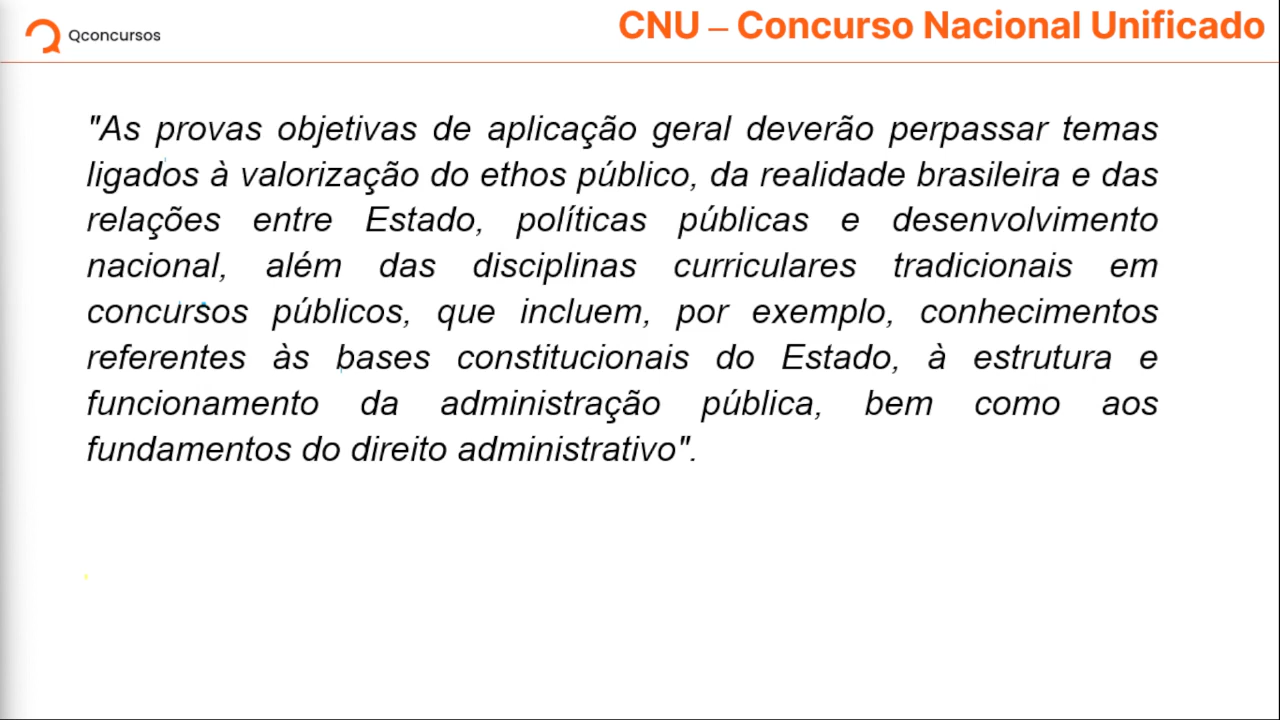 Qconcursos
CNU – Concurso Nacional Unificado
"As provas objetivas de aplicação geral deverão perpassar temas
ligados à valorização do ethos público, da realidade brasileira e das
relações entre Estado, políticas públicas e desenvolvimento
nacional, além das disciplinas curriculares tradicionais em
concursos públicos, que incluem, por exemplo, conhecimentos
referentes às bases constitucionais do Estado, à estrutura e
funcionamento da administração pública, bem como aos
fundamentos do direito administrativo".